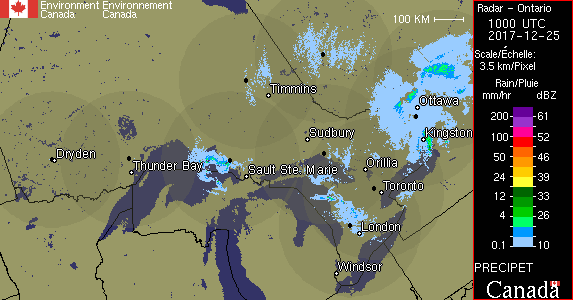 Environment Environnement
Canada Canada
100 KM
Timmins
Ottawa
Sudbury
Kingston
Dryden
Thunder Bay
Sault Ste. Marie
Orillia
Toronto
London
Windsor
Radar - Ontario
1000 UTC
2017-12-25
Scale/Échelle:
3.5 km/Pixel
Rain/Pluie
mm/hr dBZ
200 61
100 52
50 46
24 39
12 33
4 26
2 20
0.1 10
PRECIPET
Canada